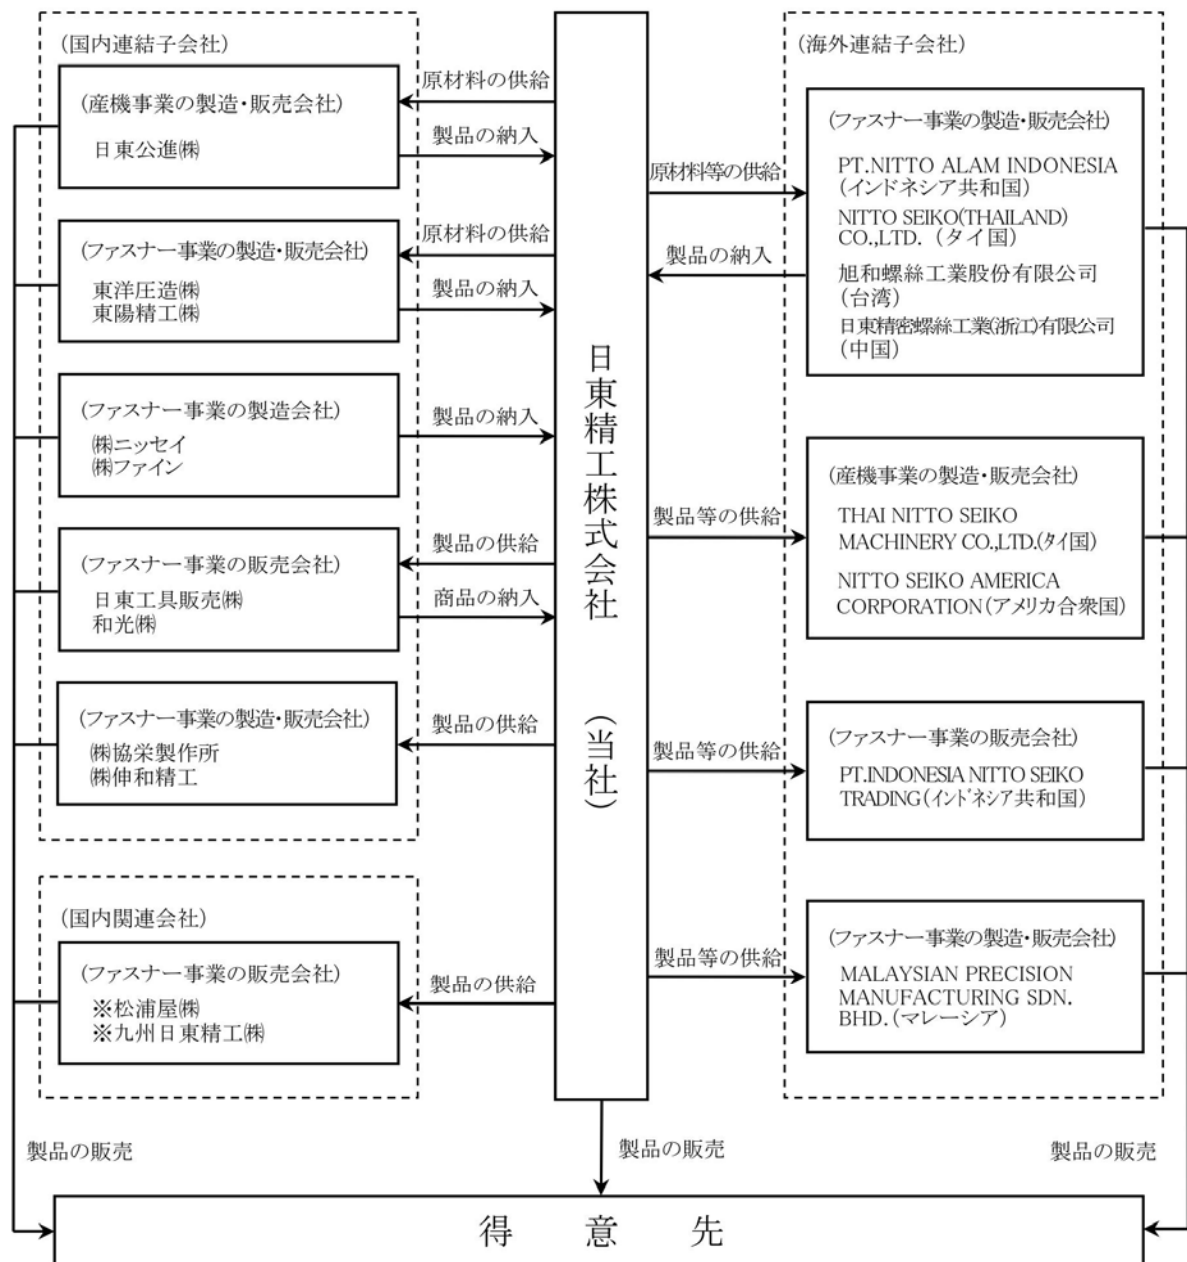 (国内連結子会社)
(産機事業の製造・販売会社)
日東公進㈱
原材料の供給
製品の納入
(ファスナー事業の製造・販売会社)
東洋圧造㈱
東陽精工㈱
原材料の供給
製品の納入
(ファスナー事業の製造会社)
㈱ニッセイ
㈱ファイン
製品の納入
(ファスナー事業の販売会社)
日東工具販売㈱
和光㈱
製品の供給
商品の納入
(ファスナー事業の製造・販売会社)
㈱協栄製作所
㈱伸和精工
製品の供給
(国内関連会社)
(ファスナー事業の販売会社)
※松浦屋㈱
※九州日東精工㈱
製品の供給
日東精工株式会社 (当社)
(海外連結子会社)
原材料等の供給
製品の納入
(ファスナー事業の製造・販売会社)
PT.NITTO ALAM INDONESIA
(インドネシア共和国)
NITTO SEIKO(THAILAND)
CO.,LTD. (タイ国)
旭和螺絲工業股份有限公司
(台湾)
日東精密螺絲工業(浙江)有限公司
(中国)
製品等の供給
(産機事業の製造・販売会社)
THAI NITTO SEIKO
MACHINERY CO.,LTD.(タイ国)
NITTO SEIKO AMERICA
CORPORATION(アメリカ合衆国)
製品等の供給
(ファスナー事業の販売会社)
PT.INDONESIA NITTO SEIKO
TRADING(インドネシア共和国)
製品等の供給
(ファスナー事業の製造・販売会社)
MALAYSIAN PRECISION
MANUFACTURING SDN.
BHD.(マレーシア)
製品の販売
製品の販売
製品の販売
得意先